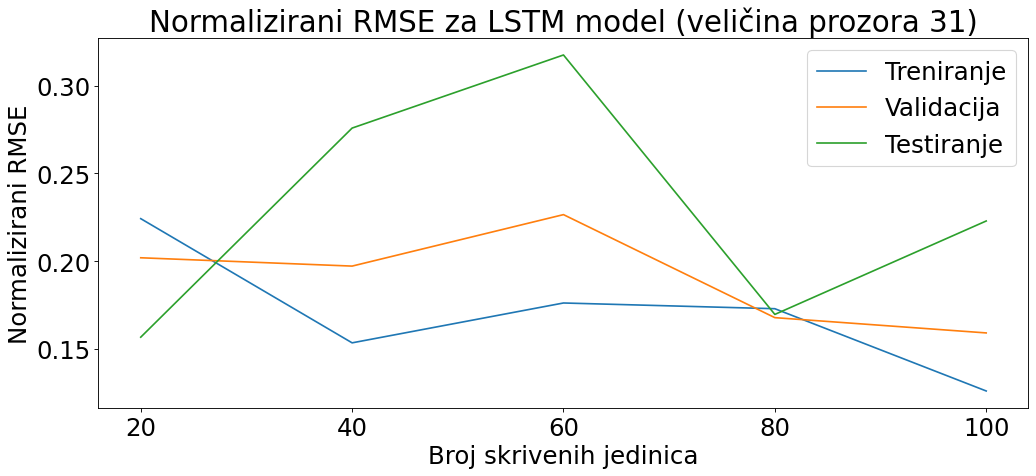 Normalizirani RMSE za LSTM model (veličina prozora 31)
Treniranje
Validacija
Testiranje
Normalizirani RMSE
0.30
0.25
0.20
0.15
20 40 60 80 100
Broj skrivenih jedinica